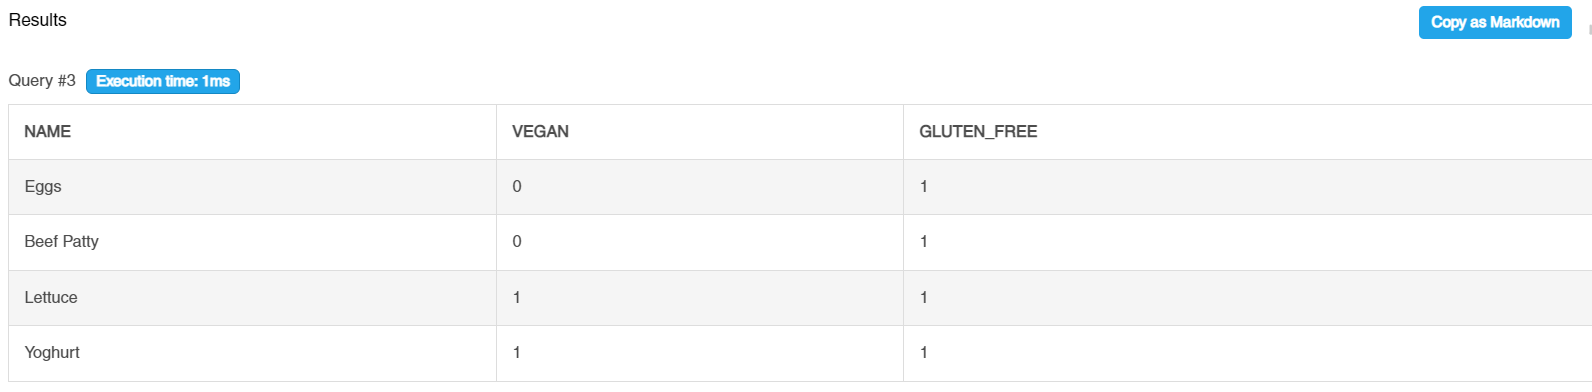 Results
Copy as Markdown
Query #3 Execution time: 1ms
NAME VEGAN GLUTEN_FREE
Eggs 0 1
Beef Patty 0 1
Lettuce 1 1
Yoghurt 1 1